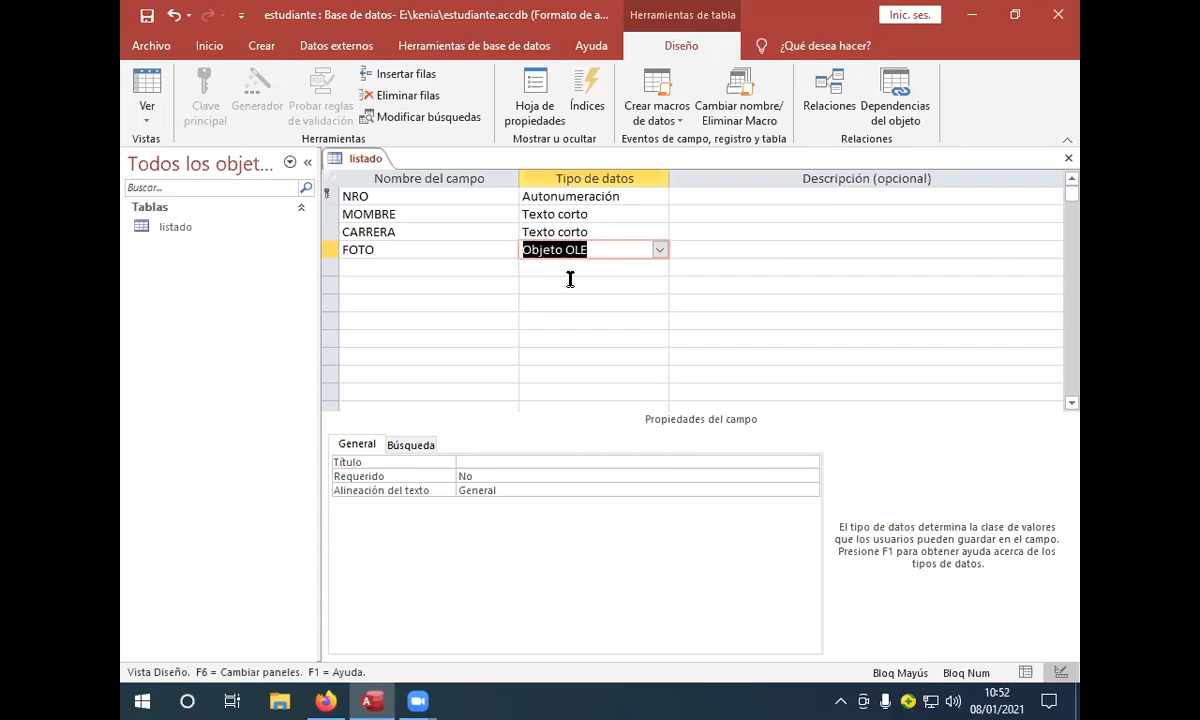 estudiante : Base de datos- E:\kenia\estudiante.accdb (Formato de a...
Herramientas de tabla
Inic. ses.
Archivo Inicio Crear Datos externos Herramientas de base de datos Ayuda Diseño ¿Qué desea hacer?
Ver
Clave principal
Generador
Probar reglas de validación
Insertar filas
Eliminar filas
Modificar búsquedas
Hoja de propiedades
Índices
Crear macros de datos
Cambiar nombre/ Eliminar Macro
Relaciones
Dependencias del objeto
Vistas Herramientas Mostrar u ocultar Eventos de campo, registro y tabla Relaciones
Todos los objet... «
Buscar...
Tablas
listado
listado
Nombre del campo Tipo de datos Descripción (opcional)
NRO Autonumeración
MOMBRE Texto corto
CARRERA Texto corto
FOTO Objeto OLE
Propiedades del campo
General Búsqueda
Título
Requerido No
Alineación del texto General
El tipo de datos determina la clase de valores
que los usuarios pueden guardar en el campo.
Presione F1 para obtener ayuda acerca de los
tipos de datos.
Vista Diseño. F6 = Cambiar paneles. F1 = Ayuda. Bloq Mayús Bloq Num
10:52
08/01/2021